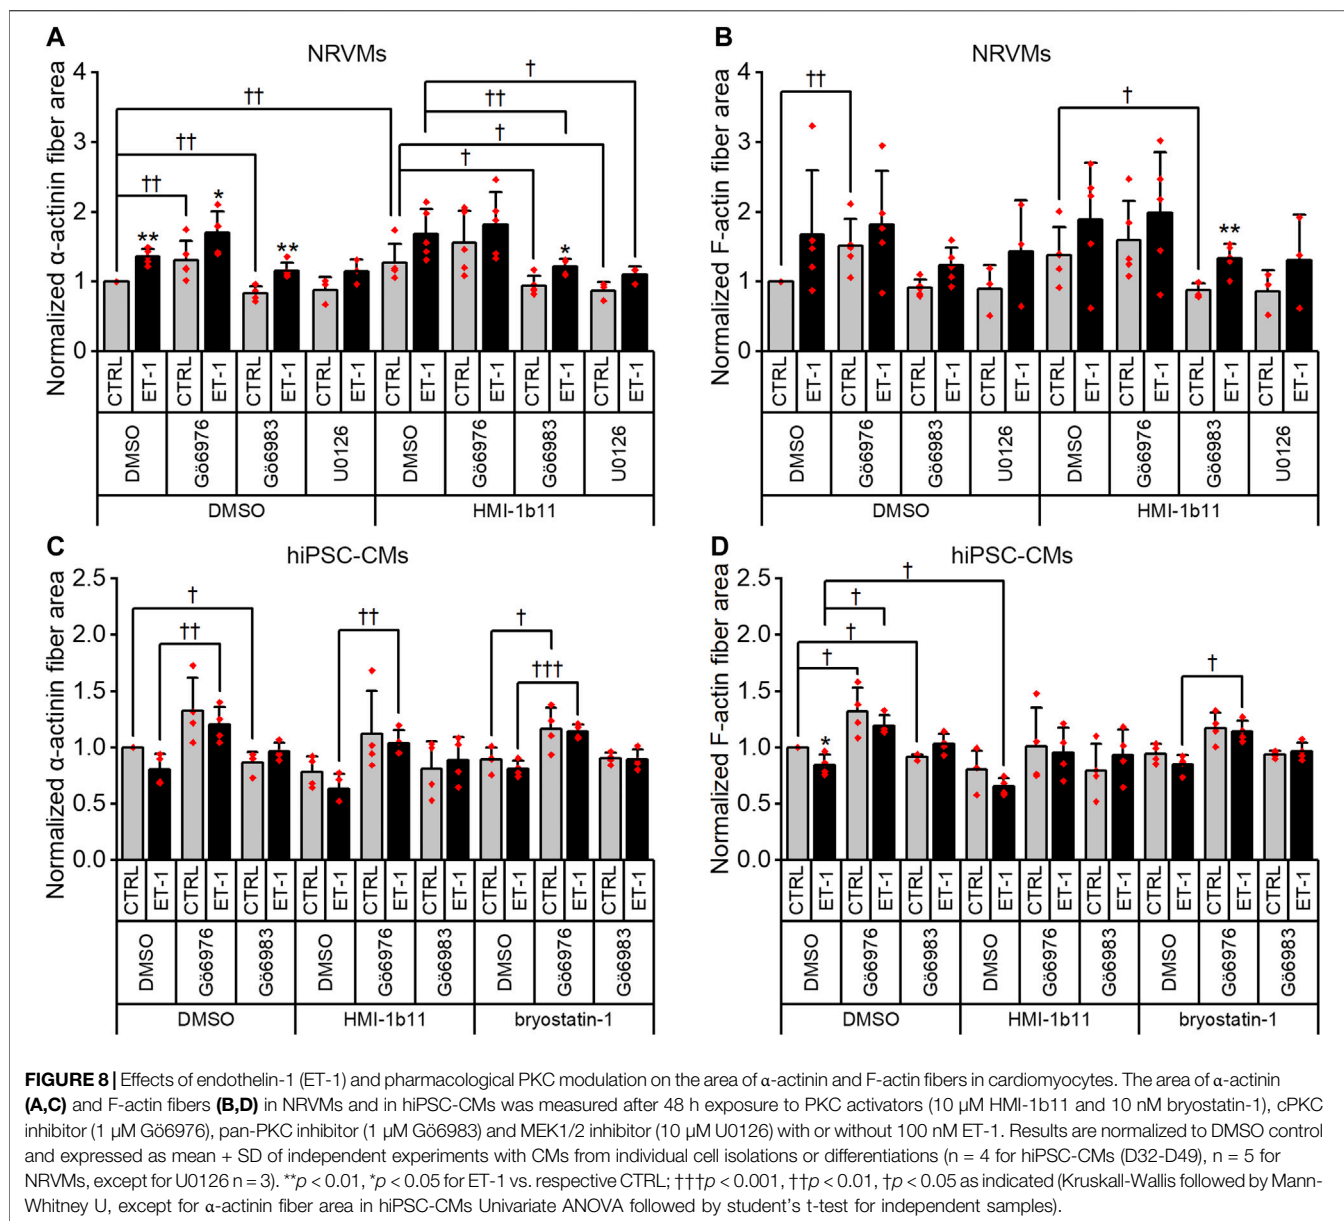 A
NRVMs
Normalized α-actinin fiber area
4
3
2
1
0
††
††
††
**
*
**
†
††
†
†
*
CTRL ET-1 CTRL ET-1 CTRL ET-1 CTRL ET-1 CTRL ET-1 CTRL ET-1 CTRL ET-1 CTRL ET-1
DMSO Gö6976 Gö6983 U0126 DMSO Gö6976 Gö6983 U0126
DMSO HMI-1b11
B
NRVMs
Normalized F-actin fiber area
4
3
2
1
0
††
†
**
CTRL ET-1 CTRL ET-1 CTRL ET-1 CTRL ET-1 CTRL ET-1 CTRL ET-1 CTRL ET-1 CTRL ET-1
DMSO Gö6976 Gö6983 U0126 DMSO Gö6976 Gö6983 U0126
DMSO HMI-1b11
C
hiPSC-CMs
Normalized α-actinin fiber area
2.5
2.0
1.5
1.0
0.5
0.0
†
††
††
†
†††
CTRL ET-1 CTRL ET-1 CTRL ET-1 CTRL ET-1 CTRL ET-1 CTRL ET-1 CTRL ET-1 CTRL ET-1 CTRL ET-1
DMSO Gö6976 Gö6983 DMSO Gö6976 Gö6983 DMSO Gö6976 Gö6983
DMSO HMI-1b11 bryostatin-1
D
hiPSC-CMs
Normalized F-actin fiber area
2.5
2.0
1.5
1.0
0.5
0.0
†
†
†
†
*
†
CTRL ET-1 CTRL ET-1 CTRL ET-1 CTRL ET-1 CTRL ET-1 CTRL ET-1 CTRL ET-1 CTRL ET-1 CTRL ET-1
DMSO Gö6976 Gö6983 DMSO Gö6976 Gö6983 DMSO Gö6976 Gö6983
DMSO HMI-1b11 bryostatin-1
FIGURE 8 | Effects of endothelin-1 (ET-1) and pharmacological PKC modulation on the area of α-actinin and F-actin fibers in cardiomyocytes. The area of α-actinin
(A,C) and F-actin fibers (B,D) in NRVMs and in hiPSC-CMs was measured after 48 h exposure to PKC activators (10 µM HMI-1b11 and 10 nM bryostatin-1), cPKC
inhibitor (1 µM Gö6976), pan-PKC inhibitor (1 µM Gö6983) and MEK1/2 inhibitor (10 µM U0126) with or without 100 nM ET-1. Results are normalized to DMSO control
and expressed as mean + SD of independent experiments with CMs from individual cell isolations or differentiations (n = 4 for hiPSC-CMs (D32-D49), n = 5 for
NRVMs, except for U0126 n = 3). **p < 0.01, *p < 0.05 for ET-1 vs. respective CTRL; †††p < 0.001, ††p < 0.01, †p < 0.05 as indicated (Kruskall-Wallis followed by Mann-
Whitney U, except for α-actinin fiber area in hiPSC-CMs Univariate ANOVA followed by student's t-test for independent samples).